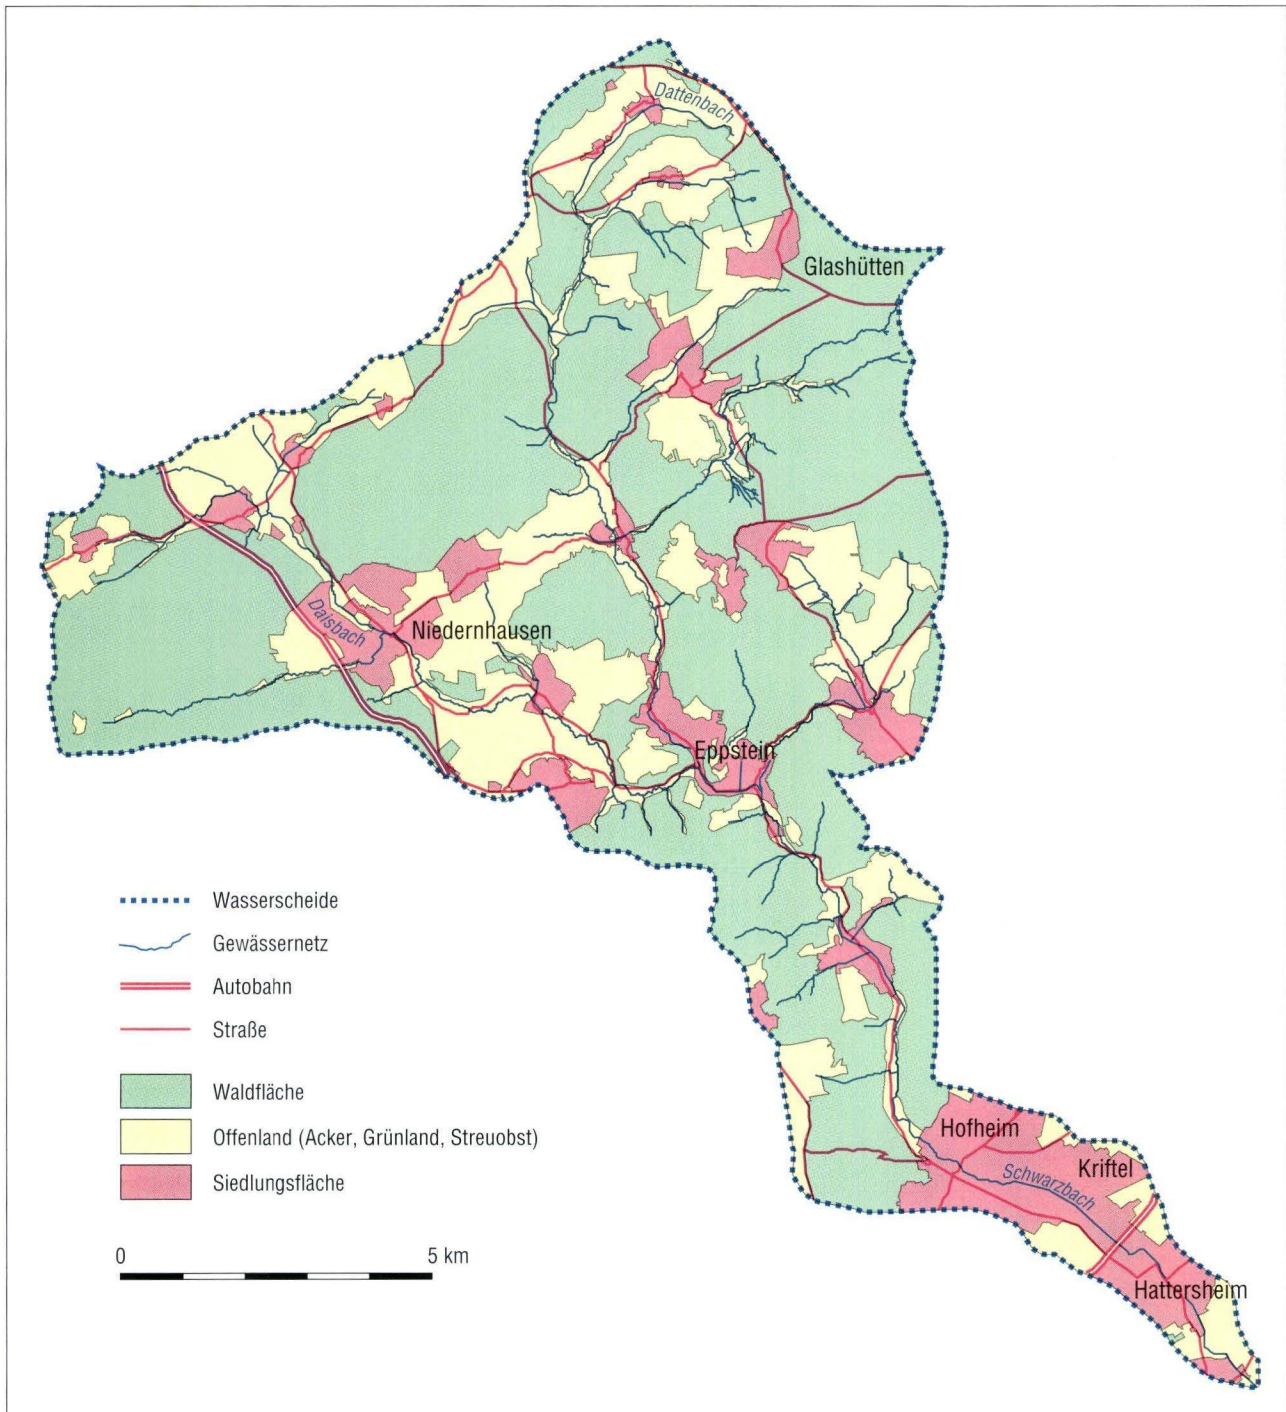 Dattenbach
Glashütten
Daisbach
Niedernhausen
Eppstein
Wasserscheide
Gewässernetz
Autobahn
Straße
Waldfläche
Offenland (Acker, Grünland, Streuobst)
Siedlungsfläche
0 5 km
Hofheim
Kriftel
Schwarzbach
Hattersheim